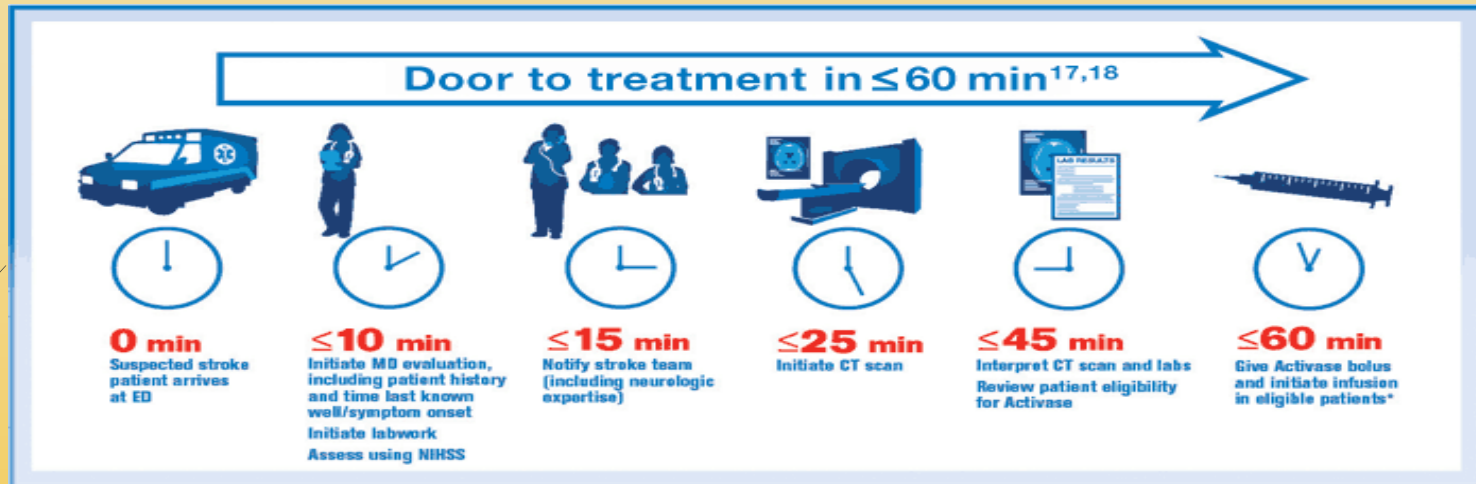 Door to treatment in ≤60 min17,18
LAB RESULTS
0 min
Suspected stroke
patient arrives
at ED
≤10 min
Initiate MD evaluation,
including patient history
and time last known
well/symptom onset
Initiate labwork
Assess using NIHSS
≤15 min
Notify stroke team
(including neurologic
expertise)
≤25 min
Initiate CT scan
≤45 min
Interpret CT scan and labs
Review patient eligibility
for Activase
≤60 min
Give Activase bolus
and initiate infusion
in eligible patients*